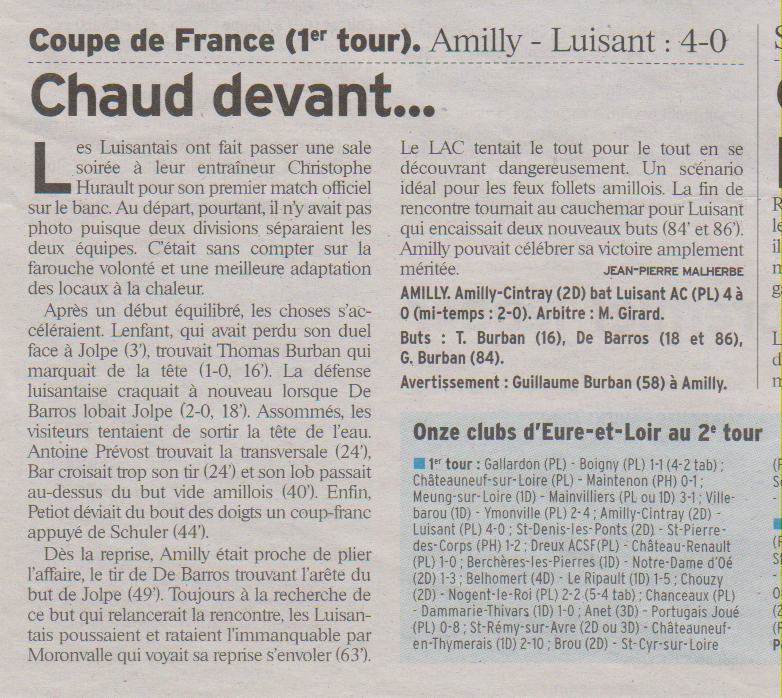 Coupe de France (1er tour). Amilly - Luisant : 4-0
Chaud devant...
Les Luisantais ont fait passer une sale
soirée à leur entraîneur Christophe
Hurault pour son premier match officiel
sur le banc. Au départ, pourtant, il n'y avait pas
photo puisque deux divisions séparaient les
deux équipes. C'était sans compter sur la
farouche volonté et une meilleure adaptation
des locaux à la chaleur.
Après un début équilibré, les choses s'ac-
céléraient. Lenfant, qui avait perdu son duel
face à Jolpe (3'), trouvait Thomas Burban qui
marquait de la tête (1-0, 16'). La défense
luisantaise craquait à nouveau lorsque De
Barros lobait Jolpe (2-0, 18'). Assommés, les
visiteurs tentaient de sortir la tête de l'eau.
Antoine Prévost trouvait la transversale (24'),
Bar croisait trop son tir (24') et son lob passait
au-dessus du but vide amillois (40'). Enfin,
Petiot déviait du bout des doigts un coup-franc
appuyé de Schuler (44').
Dès la reprise, Amilly était proche de plier
l'affaire, le tir de De Barros trouvant l'arête du
but de Jolpe (49'). Toujours à la recherche de
ce but qui relancerait la rencontre, les Luisan-
tais poussaient et rataient l'immanquable par
Moronvalle qui voyait sa reprise s'envoler (63').
Le LAC tentait le tout pour le tout en se
découvrant dangereusement. Un scénario
idéal pour les feux follets amillois. La fin de
rencontre tournait au cauchemar pour Luisant
qui encaissait deux nouveaux buts (84' et 86').
Amilly pouvait célébrer sa victoire amplement
méritée. JEAN-PIERRE MALHERBE
AMILLY. Amilly-Cintray (2D) bat Luisant AC (PL) 4 à
0 (mi-temps : 2-0). Arbitre : M. Girard.
Buts : T. Burban (16), De Barros (18 et 86),
G. Burban (84).
Avertissement : Guillaume Burban (58) à Amilly.
Onze clubs d'Eure-et-Loir au 2e tour
1er tour : Gallardon (PL) - Boigny (PL) 1-1 (4-2 tab) ;
Châteauneuf-sur-Loire (PL) - Maintenon (PH) 0-1 ;
Meung-sur-Loire (1D) - Mainvilliers (PL ou 1D) 3-1 ; Ville-
barou (1D) - Ymonville (PL) 2-4 ; Amilly-Cintray (2D) -
Luisant (PL) 4-0 ; St-Denis-les-Ponts (2D) - St-Pierre-
des-Corps (PH) 1-2 ; Dreux ACSF(PL) - Château-Renault
(PL) 1-0 ; Berchères-les-Pierres (1D) - Notre-Dame d'Oé
(2D) 1-3 ; Belhomert (4D) - Le Ripault (1D) 1-5 ; Chouzy
(2D) - Nogent-le-Roi (PL) 2-2 (5-4 tab) ; Chanceaux (PL)
- Dammarie-Thivars (1D) 1-0 ; Anet (3D) - Portugais Joué
(PL) 0-8 ; St-Rémy-sur-Avre (2D ou 3D) - Châteauneuf-
en-Thymerais (1D) 2-10 ; Brou (2D) - St-Cyr-sur-Loire